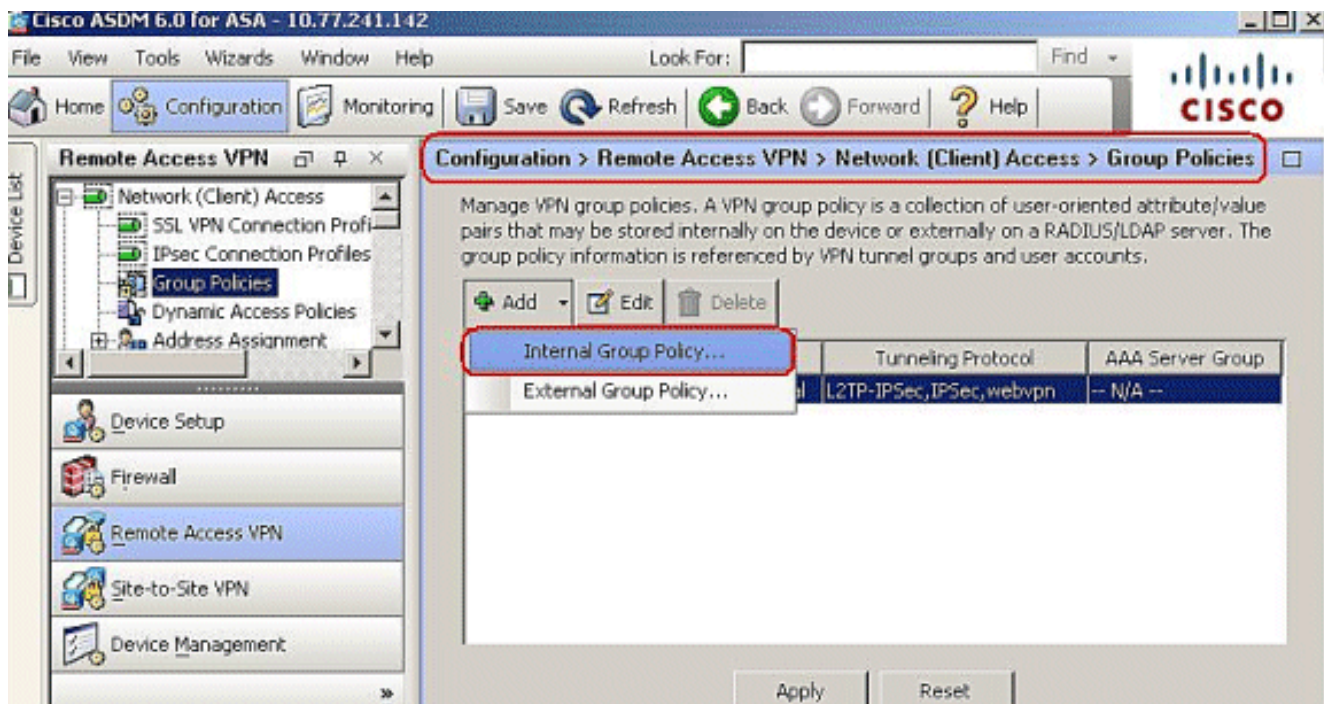 Cisco ASDM 6.0 for ASA - 10.77.241.142
File View Tools Wizards Window Help Look For: Find
Home Configuration Monitoring Save Refresh Back Forward Help
CISCO
Device List
Remote Access VPN
Network (Client) Access
SSL VPN Connection Profi
IPsec Connection Profiles
Group Policies
Dynamic Access Policies
Address Assignment
Device Setup
Firewall
Remote Access VPN
Site-to-Site VPN
Device Management
Configuration > Remote Access VPN > Network (Client) Access > Group Policies
Manage VPN group policies. A VPN group policy is a collection of user-oriented attribute/value
pairs that may be stored internally on the device or externally on a RADIUS/LDAP server. The
group policy information is referenced by VPN tunnel groups and user accounts.
Add Edit Delete
Internal Group Policy...
External Group Policy...
Tunneling Protocol AAA Server Group
L2TP-IPSec,IPSec,webvpn -- N/A --
Apply Reset